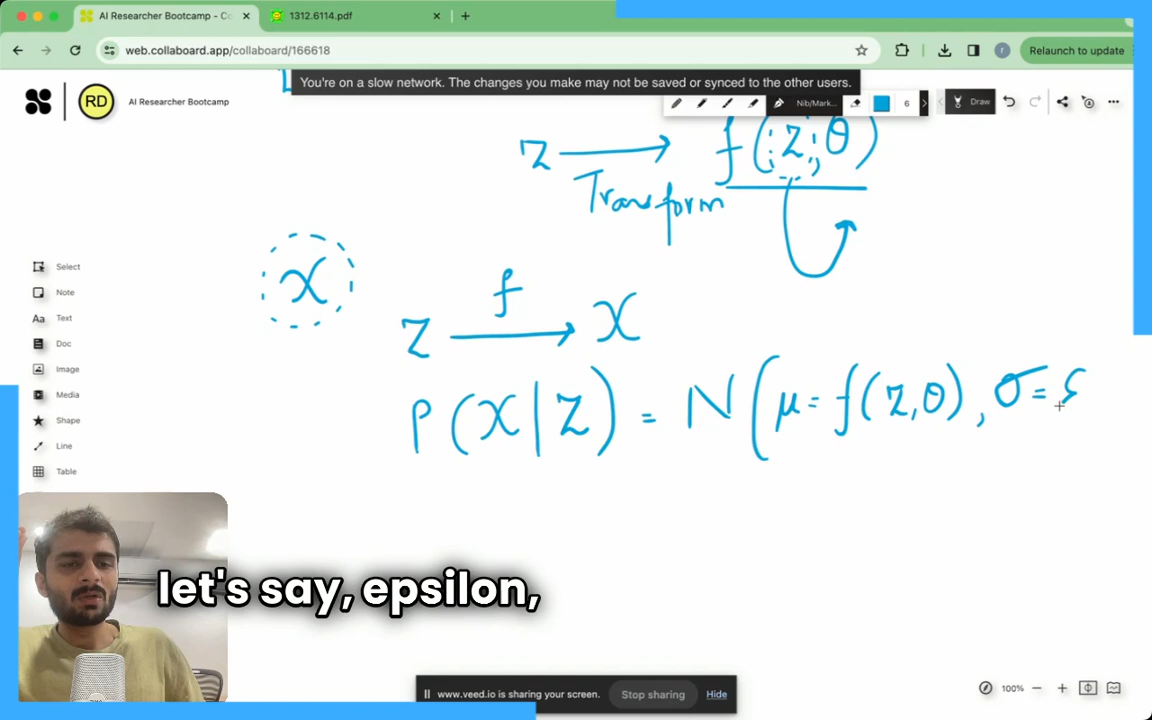 AI Researcher Bootcamp - Co
1312.6114.pdf
web.collaboard.app/collaboard/166618
Relaunch to update
You're on a slow network. The changes you make may not be saved or synced to the other users.
RD
AI Researcher Bootcamp
Nib/Mark...
6
Draw
z → f(z;θ)
Transform
x
f
z → x
P(x|z) = N(μ=f(z,θ), σ=ε
Select
Note
Text
Doc
Image
Media
Shape
Line
Table
let's say, epsilon,
www.veed.io is sharing your screen.
Stop sharing
Hide
100%